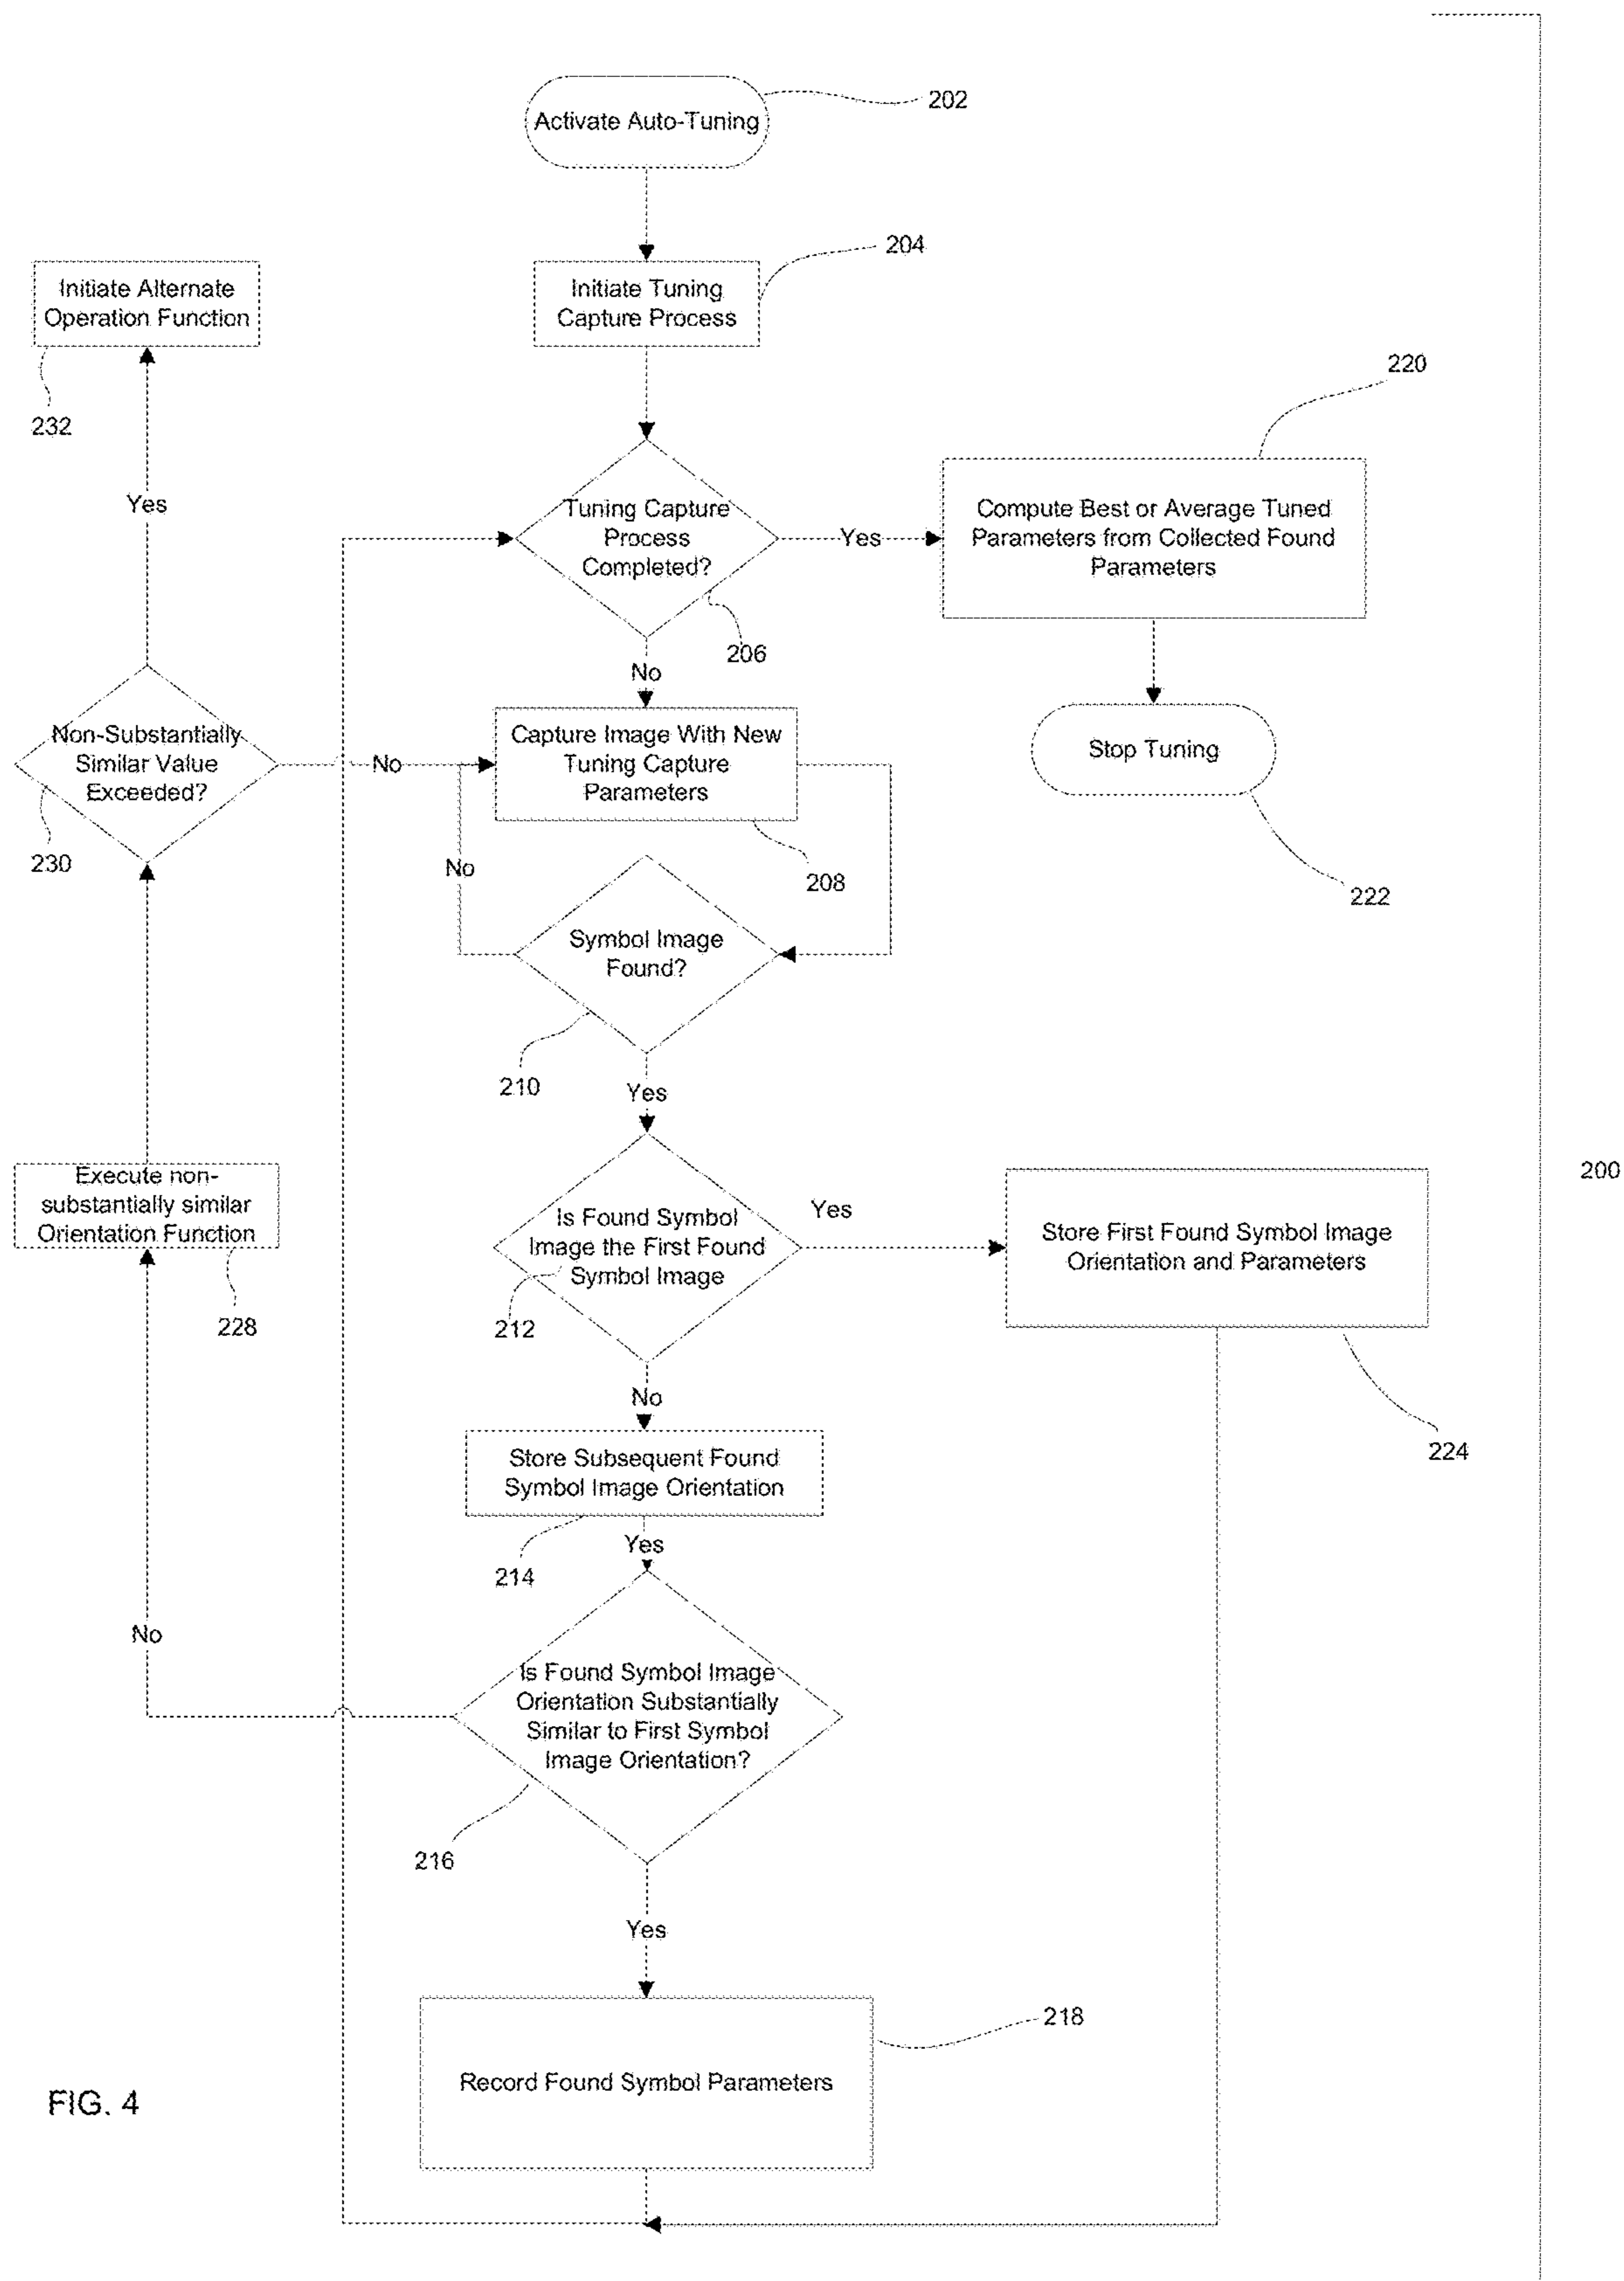 Activate Auto-Tuning
202
Initiate Tuning
Capture Process
204
Initiate Alternate
Operation Function
232
220
Yes
Tuning Capture
Process
Completed?
Yes
Compute Best or Average Tuned
Parameters from Collected Found
Parameters
206
No
Non-Substantially
Similar Value
Exceeded?
No
Capture Image With New
Tuning Capture
Parameters
Stop Tuning
230
No
208
222
Symbol Image
Found?
210
Yes
Execute non-
substantially similar
Orientation Function
200
Is Found Symbol
Image the First Found
Symbol Image
Yes
Store First Found Symbol Image
Orientation and Parameters
228
212
No
224
Store Subsequent Found
Symbol Image Orientation
Yes
214
No
Is Found Symbol Image
Orientation Substantially
Similar to First Symbol
Image Orientation?
216
Yes
218
Record Found Symbol Parameters
FIG. 4